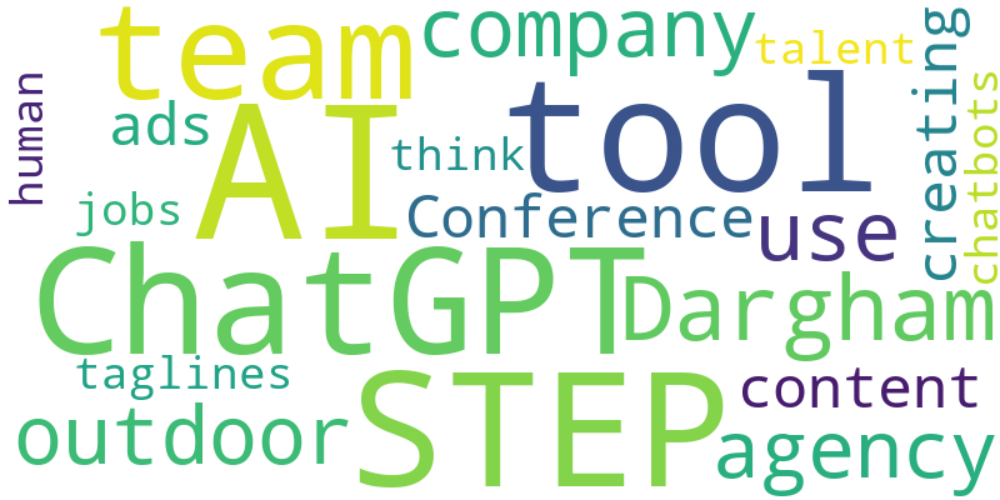 team
company
talent
human
ads
AI
think
tool
creating
chatbots
jobs
Conference
use
ChatGPT
Dargham
taglines
STEP
content
outdoor
agency